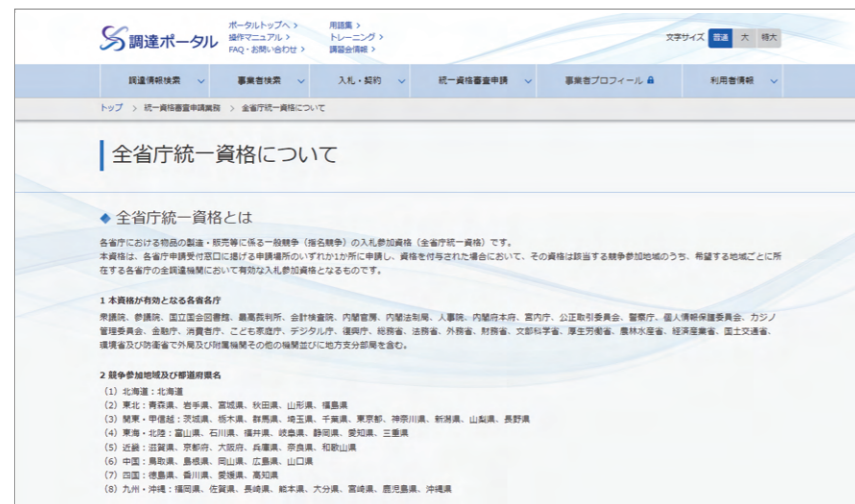 調達ポータル
ポータルトップへ >
操作マニュアル >
FAQ・お問い合わせ >
用語集 >
トレーニング >
講習会情報 >
文字サイズ 普通 大 特大
調達情報検索 事業者検索 入札・契約 統一資格審査申請 事業者プロフィール 利用者情報
トップ > 統一資格審査申請業務 > 全省庁統一資格について
全省庁統一資格について
全省庁統一資格とは
各省庁における物品の製造・販売等に係る一般競争(指名競争)の入札参加資格(全省庁統一資格)です。
本資格は、各省庁申請受付窓口に掲げる申請場所のいずれか1か所に申請し、資格を付与された場合において、その資格は該当する競争参加地域のうち、希望する地域ごとに所
在する各省庁の全調達機関において有効な入札参加資格となるものです。
1 本資格が有効となる各省各庁
衆議院、参議院、国立国会図書館、最高裁判所、会計検査院、内閣官房、内閣法制局、人事院、内閣府本府、宮内庁、公正取引委員会、警察庁、個人情報保護委員会、カジノ
管理委員会、金融庁、消費者庁、こども家庭庁、デジタル庁、復興庁、総務省、法務省、外務省、財務省、文部科学省、厚生労働省、農林水産省、経済産業省、国土交通省、
環境省及び防衛省で外局及び附属機関その他の機関並びに地方支分部局を含む。
2 競争参加地域及び都道府県名
(1)北海道:北海道
(2)東北:青森県、岩手県、宮城県、秋田県、山形県、福島県
(3)関東・甲信越:茨城県、栃木県、群馬県、埼玉県、千葉県、東京都、神奈川県、新潟県、山梨県、長野県
(4)東海・北陸:富山県、石川県、福井県、岐阜県、静岡県、愛知県、三重県
(5)近畿:滋賀県、京都府、大阪府、兵庫県、奈良県、和歌山県
(6)中国:鳥取県、島根県、岡山県、広島県、山口県
(7)四国:徳島県、香川県、愛媛県、高知県
(8)九州・沖縄:福岡県、佐賀県、長崎県、熊本県、大分県、宮崎県、鹿児島県、沖縄県